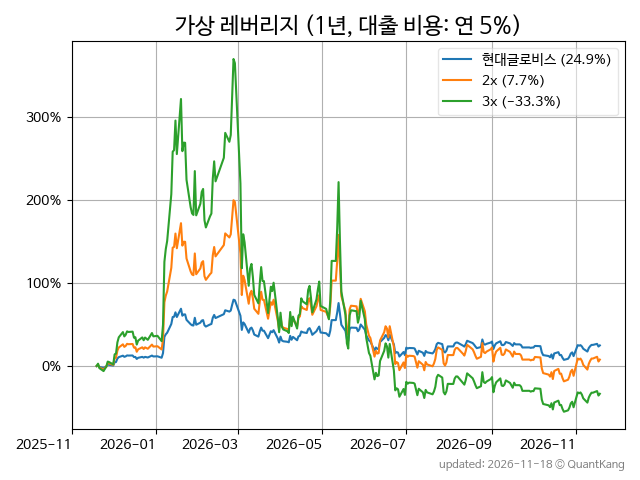 가상 레버리지 (1년, 대출 비용: 연 5%)
현대글로비스 (24.9%)
2x (7.7%)
3x (−33.3%)
300%
200%
100%
0%
2025-11
2026-01
2026-03
2026-05
2026-07
2026-09
2026-11
updated: 2026-11-18 © QuantKang